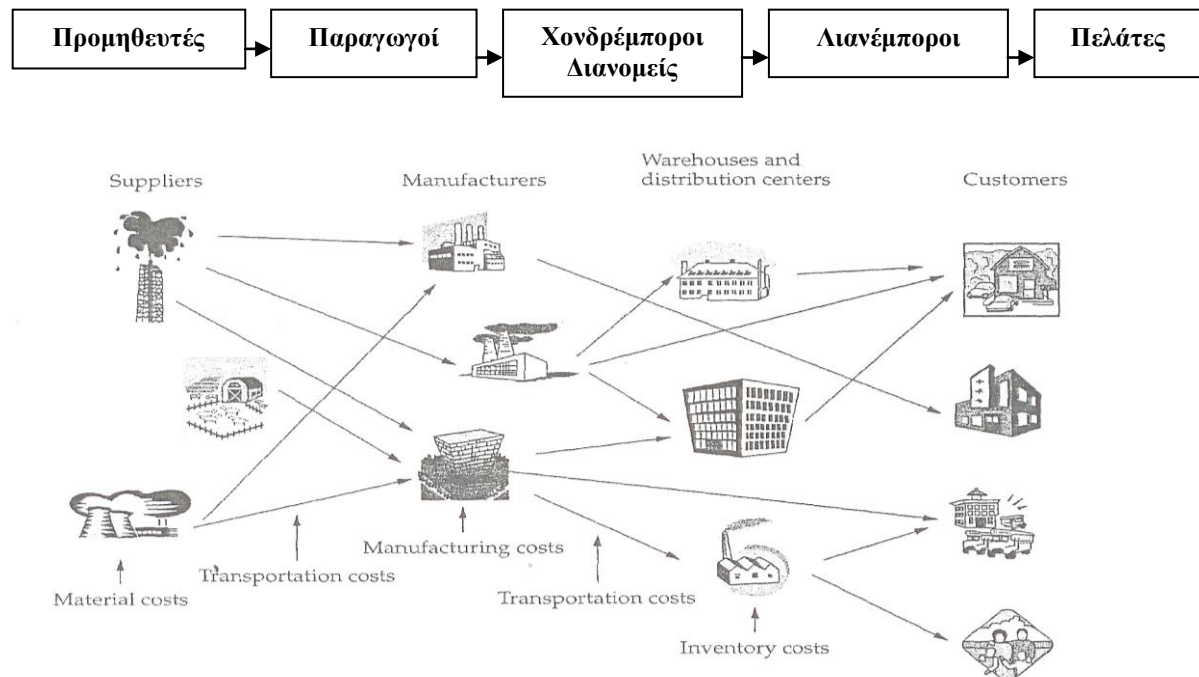 Προμηθευτές
Παραγωγοί
Χονδρέμποροι
Διανομείς
Λιανέμποροι
Πελάτες
Suppliers
Manufacturers
Warehouses and
distribution centers
Customers
Manufacturing costs
Transportation costs
Transportation costs
Material costs
Inventory costs